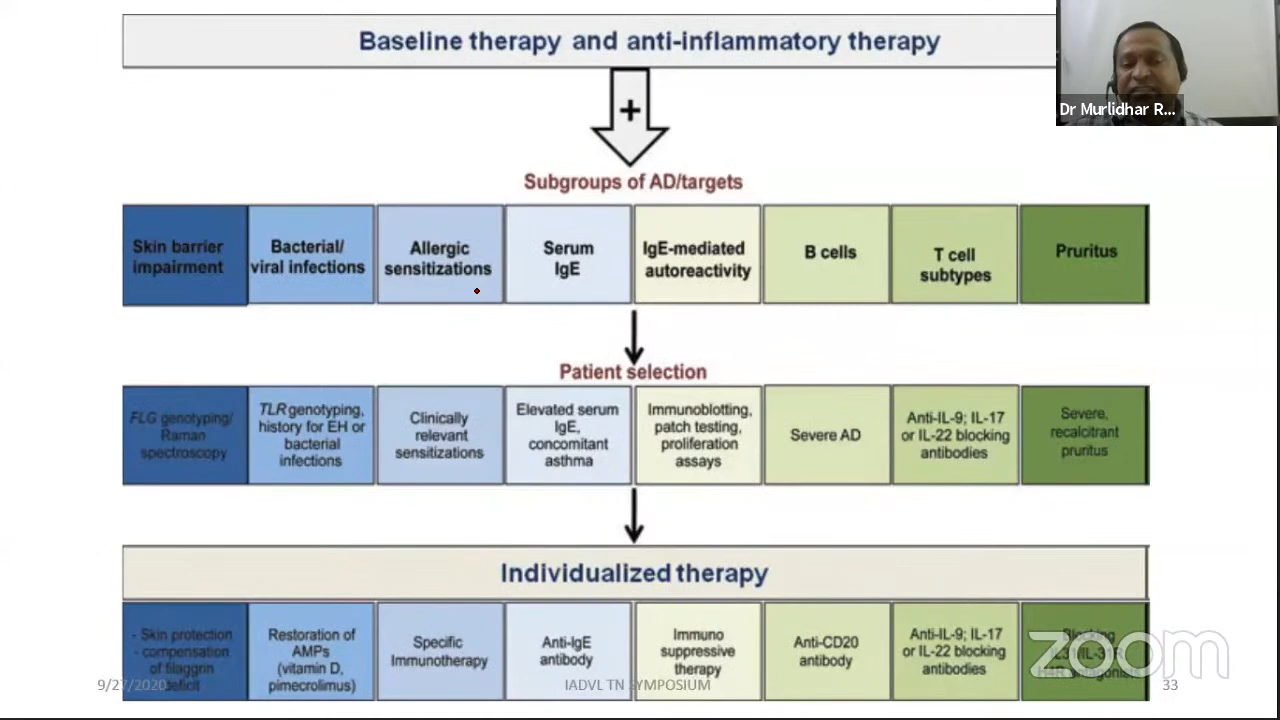 Baseline therapy and anti-inflammatory therapy
Dr Murlidhar R...
+
Subgroups of AD/targets
Skin barrier
impairment
Bacterial/
viral infections
Allergic
sensitizations
Serum
IgE
IgE-mediated
autoreactivity
B cells
T cell
subtypes
Pruritus
Patient selection
FLG genotyping/
Raman
spectroscopy
TLR genotyping,
history for EH or
bacterial
infections
Clinically
relevant
sensitizations
Elevated serum
IgE,
concomitant
asthma
Immunoblotting,
patch testing,
proliferation
assays
Severe AD
Anti-IL-9; IL-17
or IL-22 blocking
antibodies
Severe,
recalcitrant
pruritus
Individualized therapy
- Skin protection
- compensation
of filaggrin
deficit
Restoration of
AMPs
(vitamin D,
pimecrolimus)
Specific
Immunotherapy
Anti-IgE
antibody
Immuno
suppressive
therapy
Anti-CD20
antibody
Anti-IL-9; IL-17
or IL-22 blocking
antibodies
Blocking
H4R antagonists
zoom
9/27/2020
IADVL TN SYMPOSIUM
33